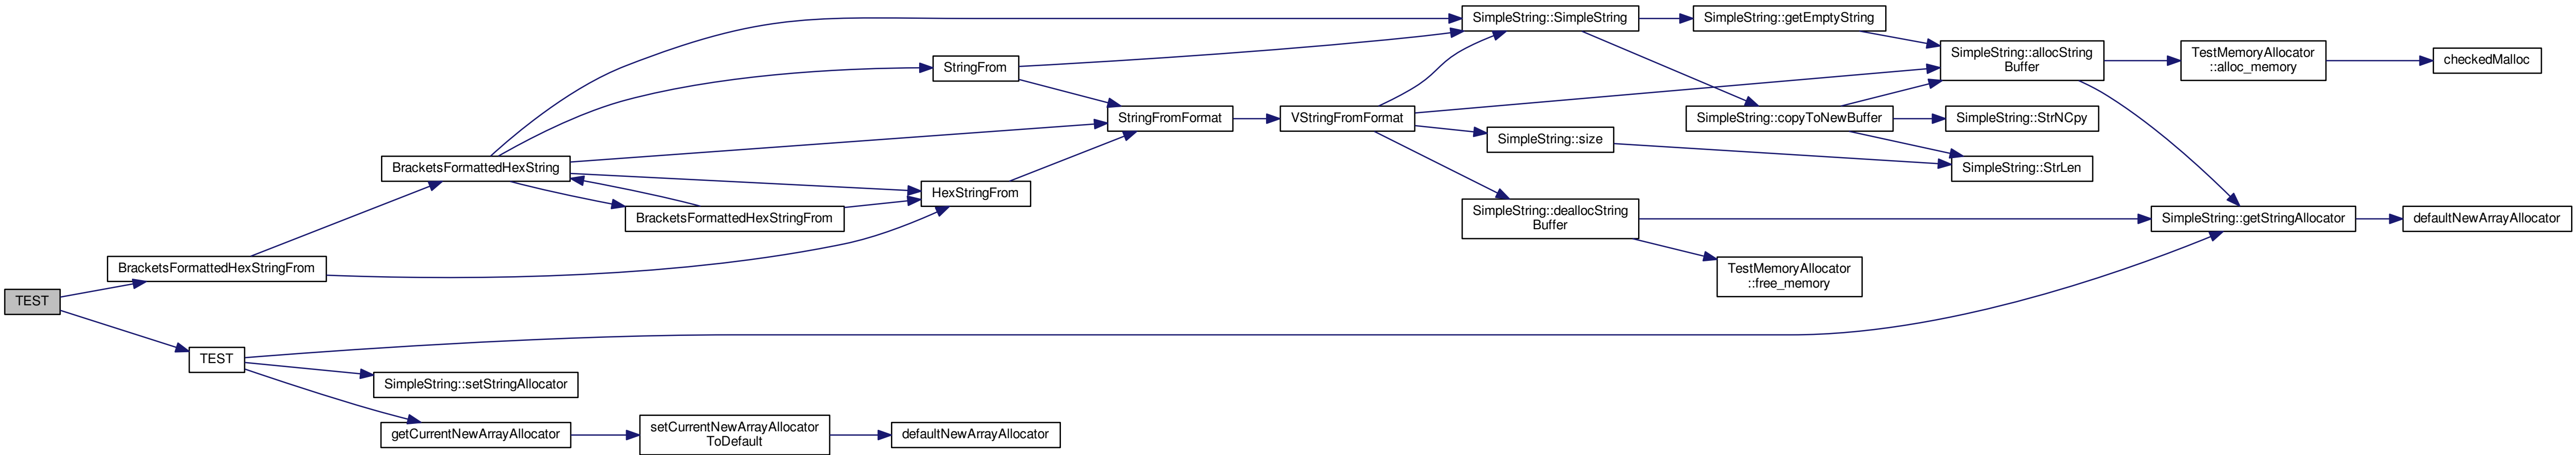 TEST
BracketsFormattedHexStringFrom
TEST
BracketsFormattedHexString
SimpleString::setStringAllocator
getCurrentNewArrayAllocator
BracketsFormattedHexStringFrom
setCurrentNewArrayAllocator
ToDefault
StringFrom
HexStringFrom
defaultNewArrayAllocator
StringFromFormat
VStringFromFormat
SimpleString::SimpleString
SimpleString::size
SimpleString::deallocString
Buffer
SimpleString::getEmptyString
SimpleString::copyToNewBuffer
TestMemoryAllocator
::free_memory
SimpleString::allocString
Buffer
SimpleString::StrNCpy
SimpleString::StrLen
TestMemoryAllocator
::alloc_memory
SimpleString::getStringAllocator
checkedMalloc
defaultNewArrayAllocator